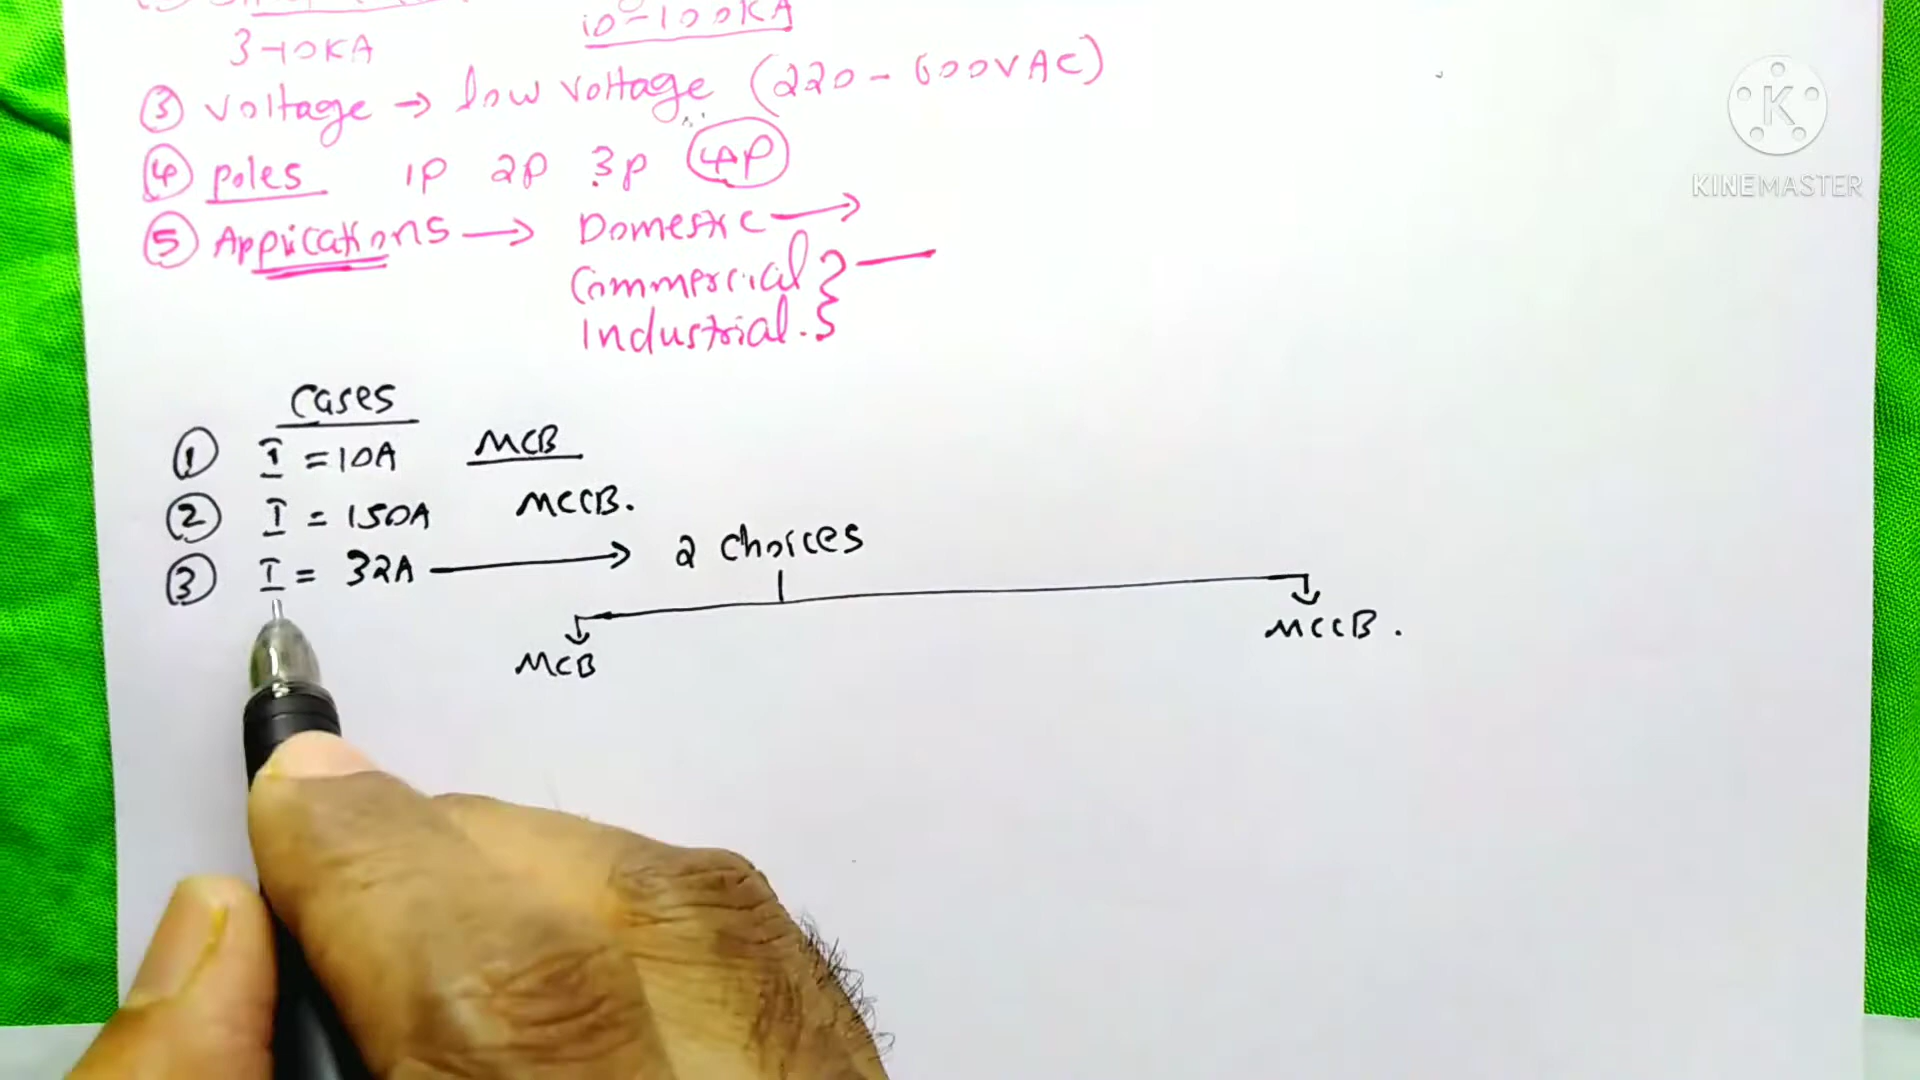 3-10KA 10-100KA
③ Voltage → low voltage (220 - 600VAC)
④ poles 1P 2P 3P 4P
⑤ Applications → Domestic →
Commercial
Industrial.
Cases
① I = 10A MCB
② I = 150A MCCB.
③ I = 32A → 2 choices
MCB
MCCB.
K
KINEMASTER